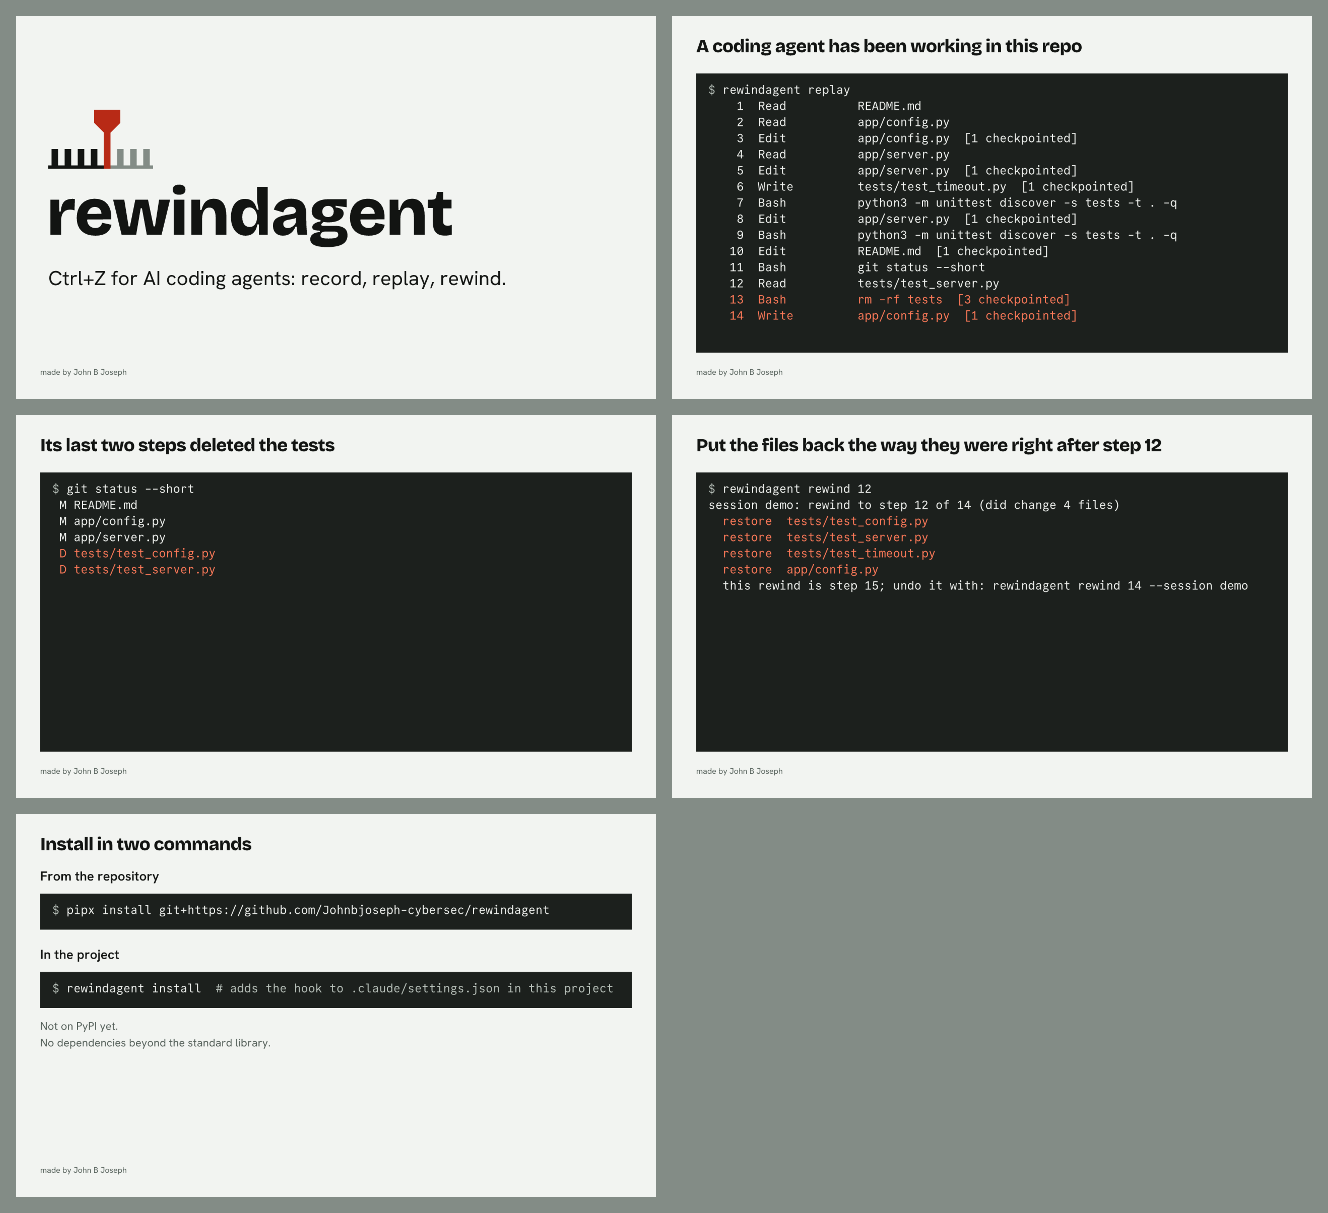 rewindagent
Ctrl+Z for AI coding agents: record, replay, rewind.
made by John B Joseph
A coding agent has been working in this repo
$ rewindagent replay
1 Read README.md
2 Read app/config.py
3 Edit app/config.py [1 checkpointed]
4 Read app/server.py
5 Edit app/server.py [1 checkpointed]
6 Write tests/test_timeout.py [1 checkpointed]
7 Bash python3 -m unittest discover -s tests -t . -q
8 Edit app/server.py [1 checkpointed]
9 Bash python3 -m unittest discover -s tests -t . -q
10 Edit README.md [1 checkpointed]
11 Bash git status --short
12 Read tests/test_server.py
13 Bash rm -rf tests [3 checkpointed]
14 Write app/config.py [1 checkpointed]
made by John B Joseph
Its last two steps deleted the tests
$ git status --short
M README.md
M app/config.py
M app/server.py
D tests/test_config.py
D tests/test_server.py
made by John B Joseph
Put the files back the way they were right after step 12
$ rewindagent rewind 12
session demo: rewind to step 12 of 14 (did change 4 files)
restore tests/test_config.py
restore tests/test_server.py
restore tests/test_timeout.py
restore app/config.py
this rewind is step 15; undo it with: rewindagent rewind 14 --session demo
made by John B Joseph
Install in two commands
From the repository
$ pipx install git+https://github.com/Johnbjoseph-cybersec/rewindagent
In the project
$ rewindagent install # adds the hook to .claude/settings.json in this project
Not on PyPI yet.
No dependencies beyond the standard library.
made by John B Joseph